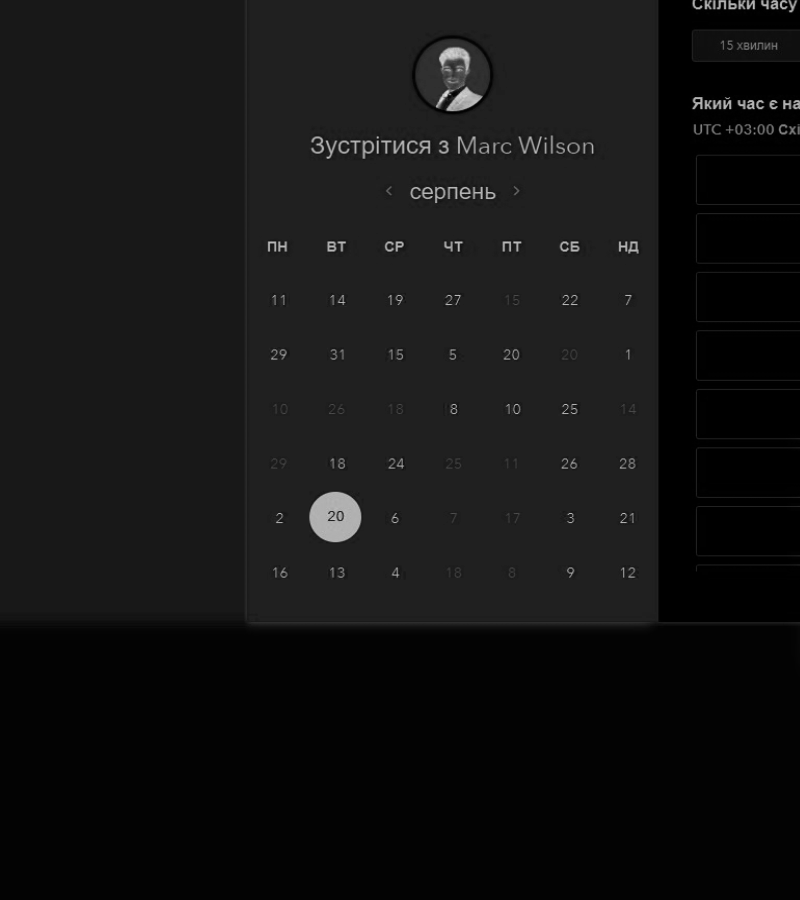 Зустрітися з Marc Wilson
серпень
ПН ВТ СР ЧТ ПТ СБ НД
11 14 19 27 15 22 7
29 31 15 5 20 20 1
10 26 18 8 10 25 14
29 18 24 25 11 26 28
2 20 6 7 17 3 21
16 13 4 18 8 9 12
Скільки часу
15 хвилин
Який час є на
UTC +03:00 Схі